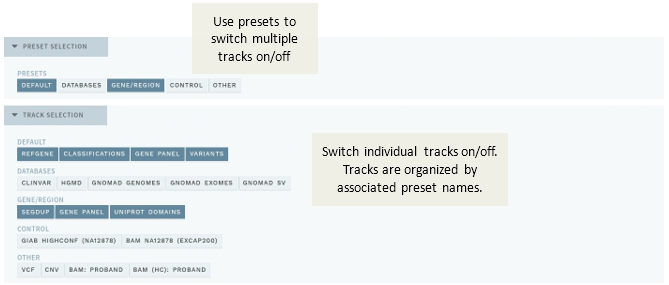 Use presets to
switch multiple
tracks on/off
PRESET SELECTION
PRESETS
DEFAULT DATABASES GENE/REGION CONTROL OTHER
TRACK SELECTION
Switch individual tracks on/off.
Tracks are organized by
associated preset names.
DEFAULT
REFGENE CLASSIFICATIONS GENE PANEL VARIANTS
DATABASES
CLINVAR HGMD GNOMAD GENOMES GNOMAD EXOMES GNOMAD SV
GENE/REGION
SEGDUP GENE PANEL UNIPROT DOMAINS
CONTROL
GIAB HIGHCONF (NA12878) BAM NA12878 (EXCAP200)
OTHER
VCF CNV BAM: PROBAND BAM (HC): PROBAND